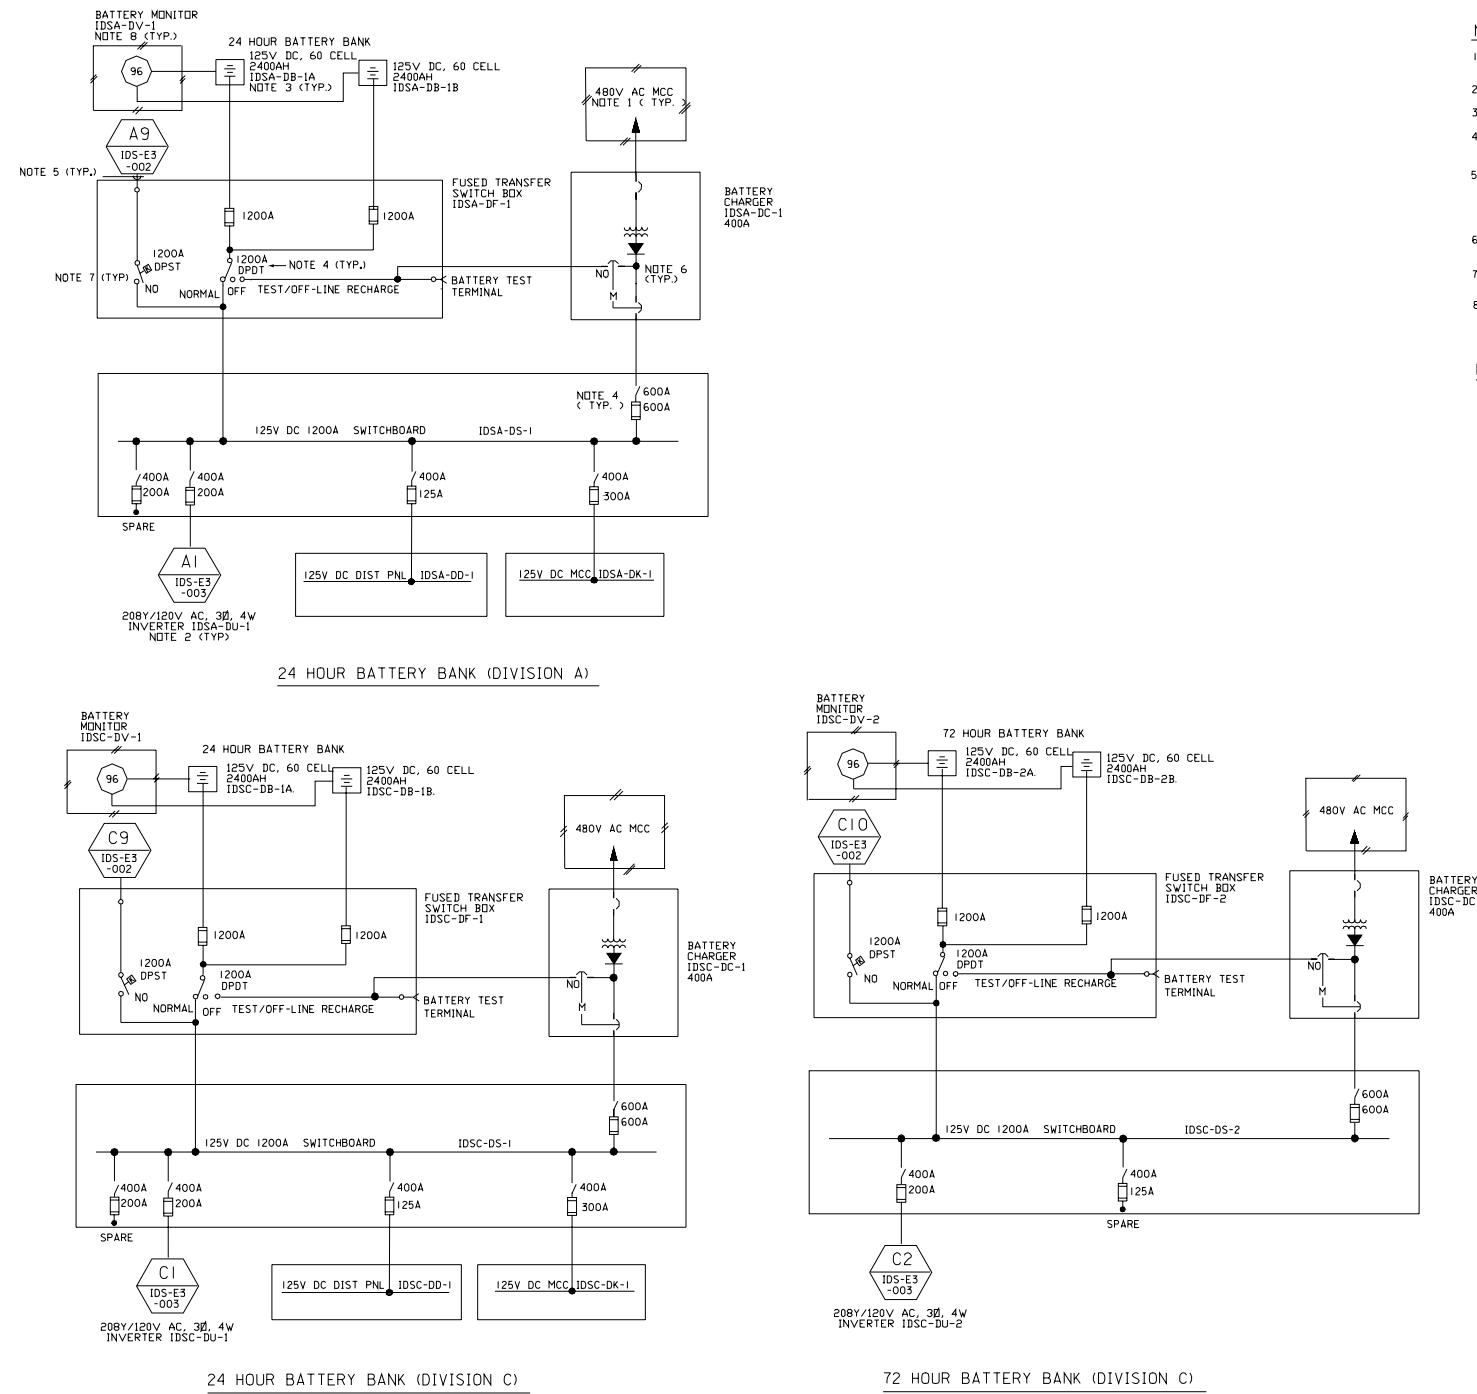 BATTERY MONITOR
IDSA-DV-1
NOTE 8 (TYP.)
96
24 HOUR BATTERY BANK
125V DC, 60 CELL
2400AH
IDSA-DB-1A
NOTE 3 (TYP.)
125V DC, 60 CELL
2400AH
IDSA-DB-1B
480V AC MCC
NOTE 1 ( TYP. )
A9
IDS-E3
-002
NOTE 5 (TYP.)
FUSED TRANSFER
SWITCH BOX
IDSA-DF-1
BATTERY
CHARGER
IDSA-DC-1
400A
1200A
1200A
1200A
DPST
NOTE 7 (TYP)
NO
1200A
DPDT
NOTE 4 (TYP.)
NORMAL
OFF
TEST/OFF-LINE RECHARGE
BATTERY TEST
TERMINAL
NO
M
NOTE 6
(TYP.)
NOTE 4
( TYP. )
600A
600A
125V DC 1200A SWITCHBOARD
IDSA-DS-1
400A
200A
400A
200A
400A
125A
400A
300A
SPARE
A1
IDS-E3
-003
125V DC DIST PNL IDSA-DD-1
125V DC MCC IDSA-DK-1
208Y/120V AC, 3Ø, 4W
INVERTER IDSA-DU-1
NOTE 2 (TYP)
24 HOUR BATTERY BANK (DIVISION A)
BATTERY
MONITOR
IDSC-DV-1
96
24 HOUR BATTERY BANK
125V DC, 60 CELL
2400AH
IDSC-DB-1A.
125V DC, 60 CELL
2400AH
IDSC-DB-1B.
480V AC MCC
C9
IDS-E3
-002
FUSED TRANSFER
SWITCH BOX
IDSC-DF-1
BATTERY
CHARGER
IDSC-DC-1
400A
1200A
1200A
1200A
DPST
NO
1200A
DPDT
NORMAL
OFF
TEST/OFF-LINE RECHARGE
BATTERY TEST
TERMINAL
NO
M
600A
600A
125V DC 1200A SWITCHBOARD
IDSC-DS-1
400A
200A
400A
200A
400A
125A
400A
300A
SPARE
C1
IDS-E3
-003
125V DC DIST PNL IDSC-DD-1
125V DC MCC IDSC-DK-1
208Y/120V AC, 3Ø, 4W
INVERTER IDSC-DU-1
24 HOUR BATTERY BANK (DIVISION C)
BATTERY
MONITOR
IDSC-DV-2
96
72 HOUR BATTERY BANK
125V DC, 60 CELL
2400AH
IDSC-DB-2A.
125V DC, 60 CELL
2400AH
IDSC-DB-2B.
480V AC MCC
C10
IDS-E3
-002
FUSED TRANSFER
SWITCH BOX
IDSC-DF-2
BATTERY
CHARGER
IDSC-DC
400A
1200A
1200A
1200A
DPST
NO
1200A
DPDT
NORMAL
OFF
TEST/OFF-LINE RECHARGE
BATTERY TEST
TERMINAL
NO
M
600A
600A
125V DC 1200A SWITCHBOARD
IDSC-DS-2
400A
200A
400A
125A
SPARE
C2
IDS-E3
-003
208Y/120V AC, 3Ø, 4W
INVERTER IDSC-DU-2
72 HOUR BATTERY BANK (DIVISION C)
1
2
3
4
5
6
7
8